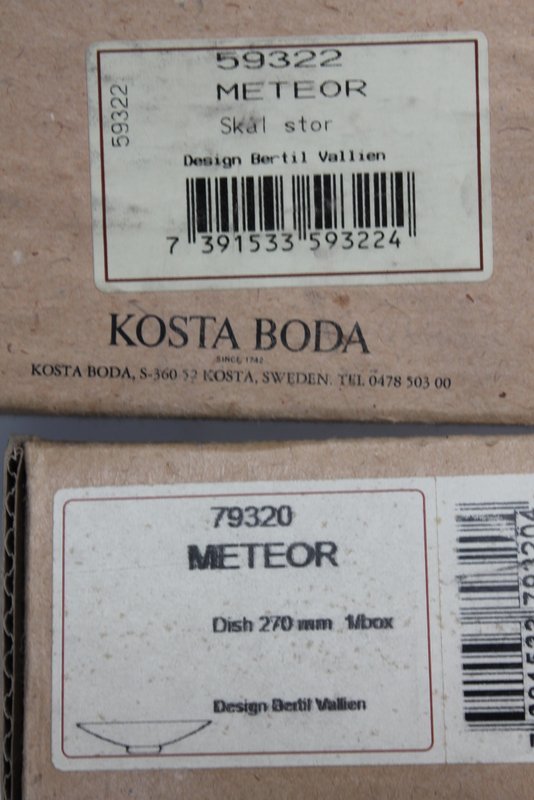 59322
59322
METEOR
Skål stor
Design Bertil Vallien
7 391533 593224
KOSTA BODA
SINCE 1742
KOSTA BODA, S-360 52 KOSTA, SWEDEN. TEL 0478 503 00
79320
METEOR
Dish 270 mm 1/box
Design Bertil Vallien